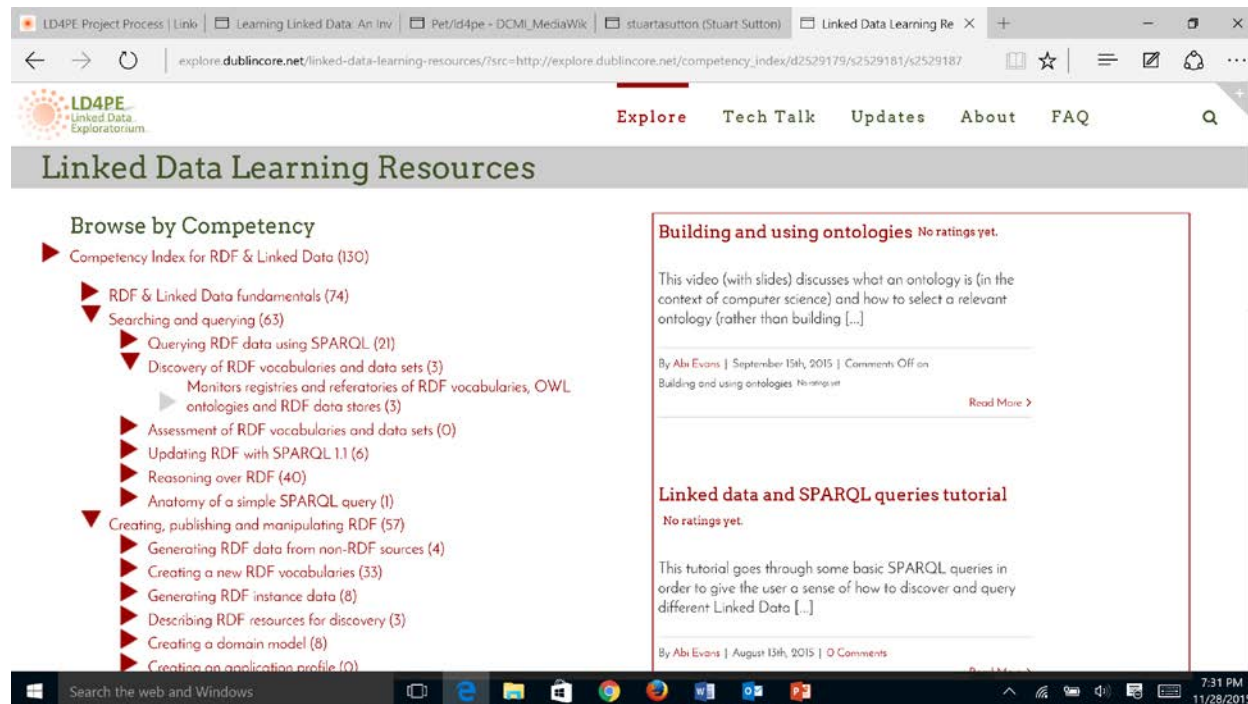 LD4PE Project Process | Link
Learning Linked Data: An Inv
Pet/ld4pe - DCMI_MediaWik
stuartasutton (Stuart Sutton)
Linked Data Learning Re
explore.dublincore.net/linked-data-learning-resources/?src=http://explore.dublincore.net/competency_index/d2529179/s2529181/s2529187
LD4PE
Linked Data
Exploratorium
Explore Tech Talk Updates About FAQ
Linked Data Learning Resources
Browse by Competency
Competency Index for RDF & Linked Data (130)
RDF & Linked Data fundamentals (74)
Searching and querying (63)
Querying RDF data using SPARQL (21)
Discovery of RDF vocabularies and data sets (3)
Monitors registries and referatories of RDF vocabularies, OWL
ontologies and RDF data stores (3)
Assessment of RDF vocabularies and data sets (0)
Updating RDF with SPARQL 1.1 (6)
Reasoning over RDF (40)
Anatomy of a simple SPARQL query (1)
Creating, publishing and manipulating RDF (57)
Generating RDF data from non-RDF sources (4)
Creating a new RDF vocabularies (33)
Generating RDF instance data (8)
Describing RDF resources for discovery (3)
Creating a domain model (8)
Creating an application profile (0)
Building and using ontologies No ratings yet.
This video (with slides) discusses what an ontology is (in the
context of computer science) and how to select a relevant
ontology (rather than building [...]
By Abi Evans | September 15th, 2015 | Comments Off on
Building and using ontologies No ratings yet
Read More >
Linked data and SPARQL queries tutorial
No ratings yet.
This tutorial goes through some basic SPARQL queries in
order to give the user a sense of how to discover and query
different Linked Data [...]
By Abi Evans | August 13th, 2015 | 0 Comments
Read More >
Search the web and Windows
7:31 PM
11/28/2015